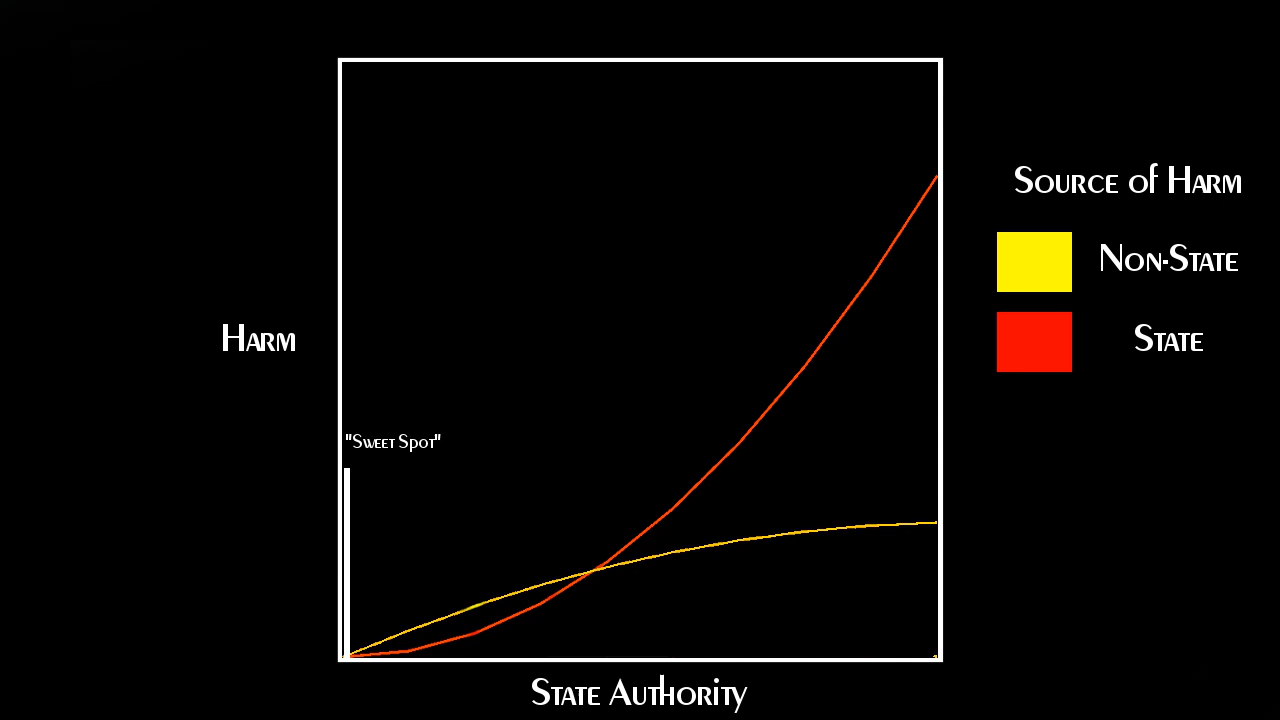 Source of Harm
Non-State
State
Harm
"Sweet Spot"
State Authority